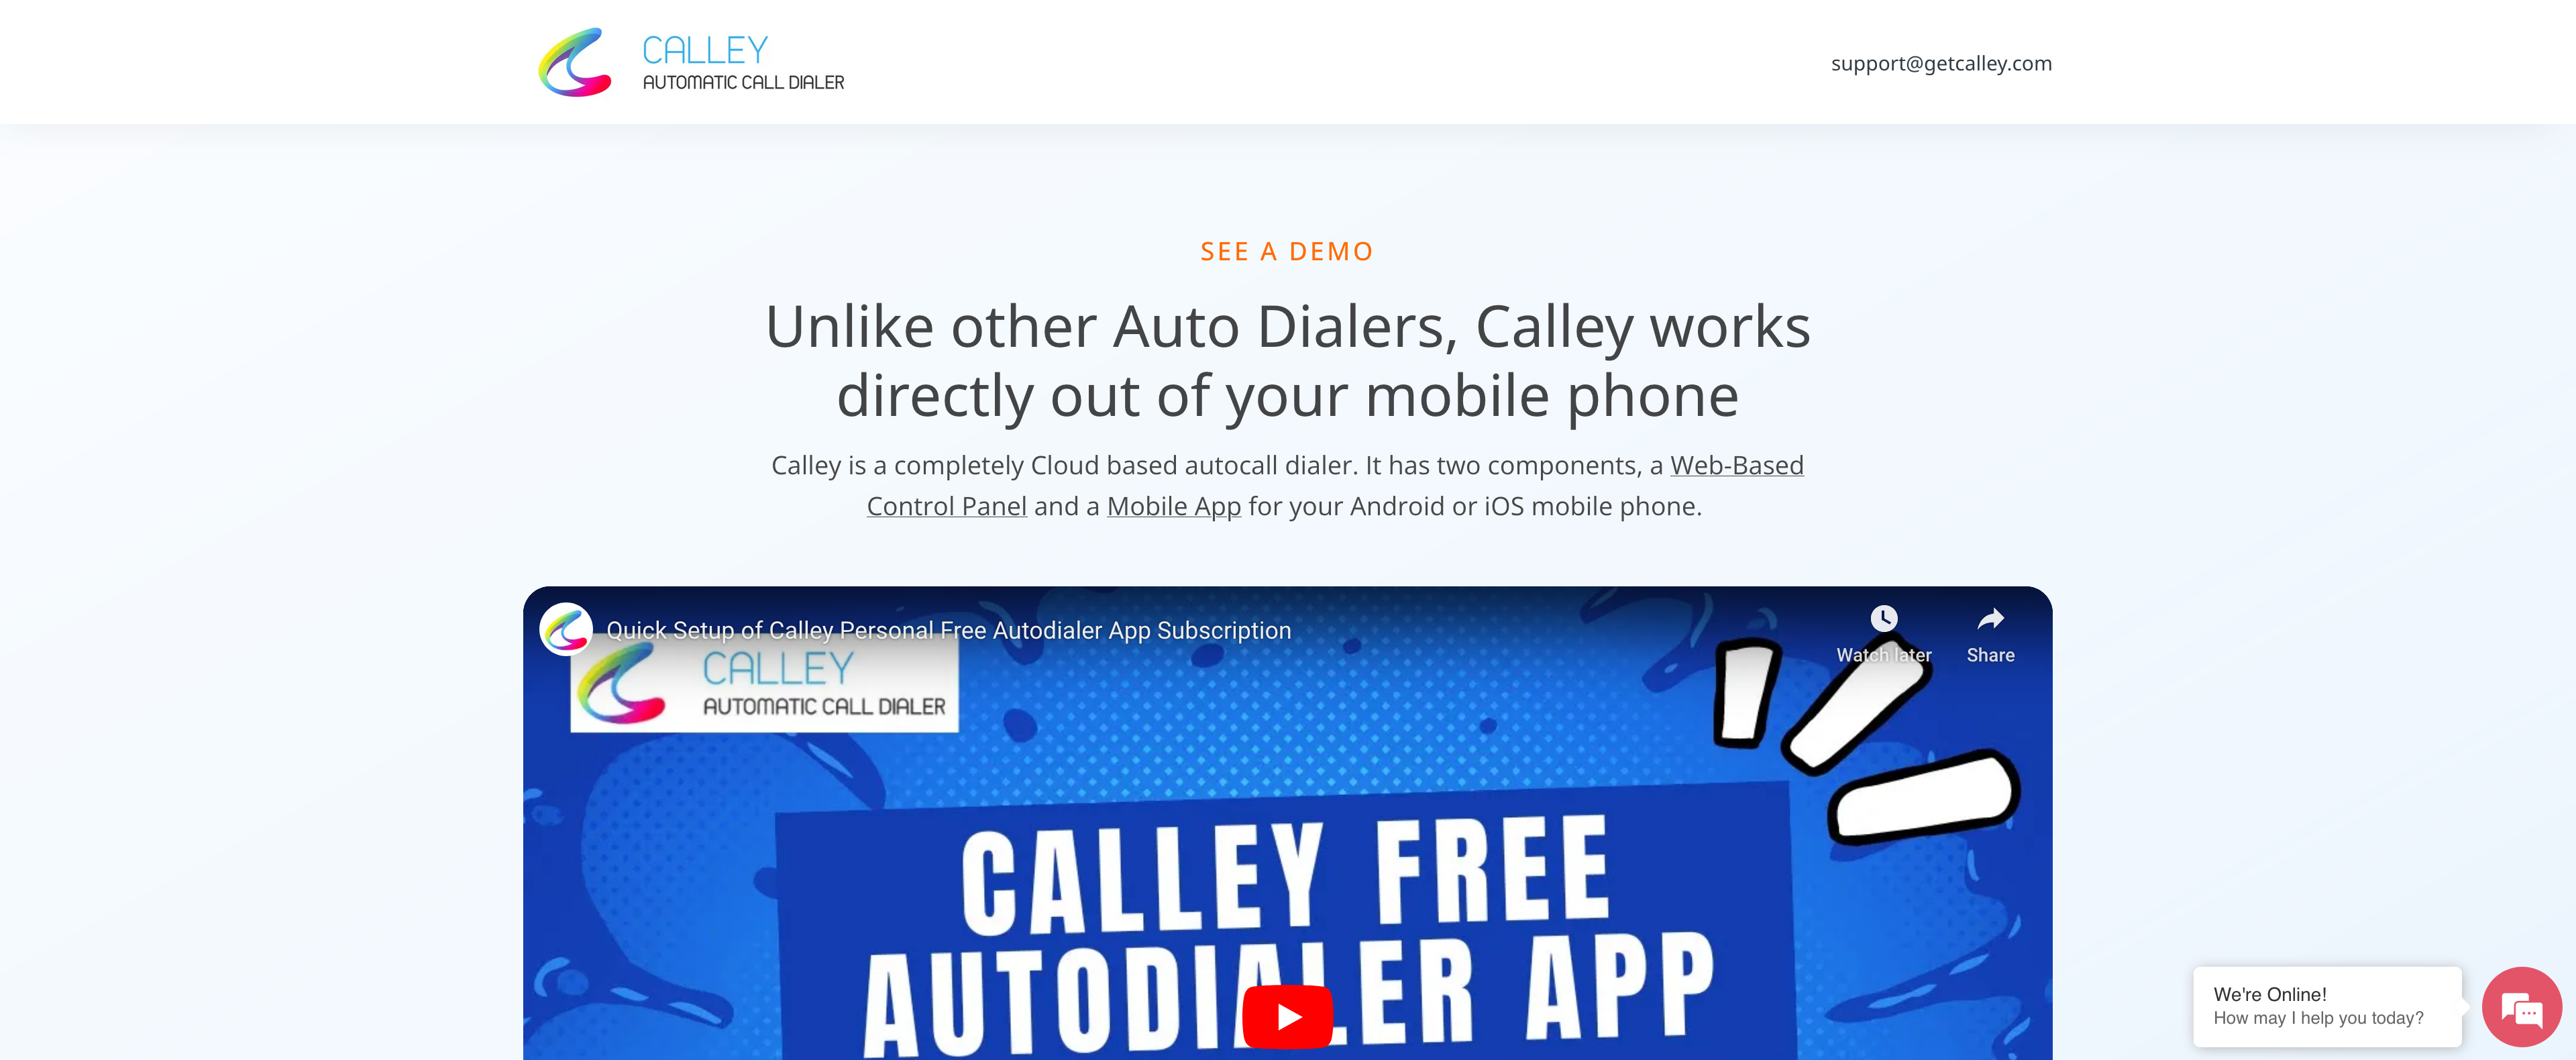 CALLEY
AUTOMATIC CALL DIALER
support@getcalley.com
SEE A DEMO
Unlike other Auto Dialers, Calley works
directly out of your mobile phone
Calley is a completely Cloud based autocall dialer. It has two components, a Web-Based
Control Panel and a Mobile App for your Android or iOS mobile phone.
Quick Setup of Calley Personal Free Autodialer App Subscription
Watch later
Share
CALLEY
AUTOMATIC CALL DIALER
CALLEY FREE
AUTODIALER APP
We're Online!
How may I help you today?